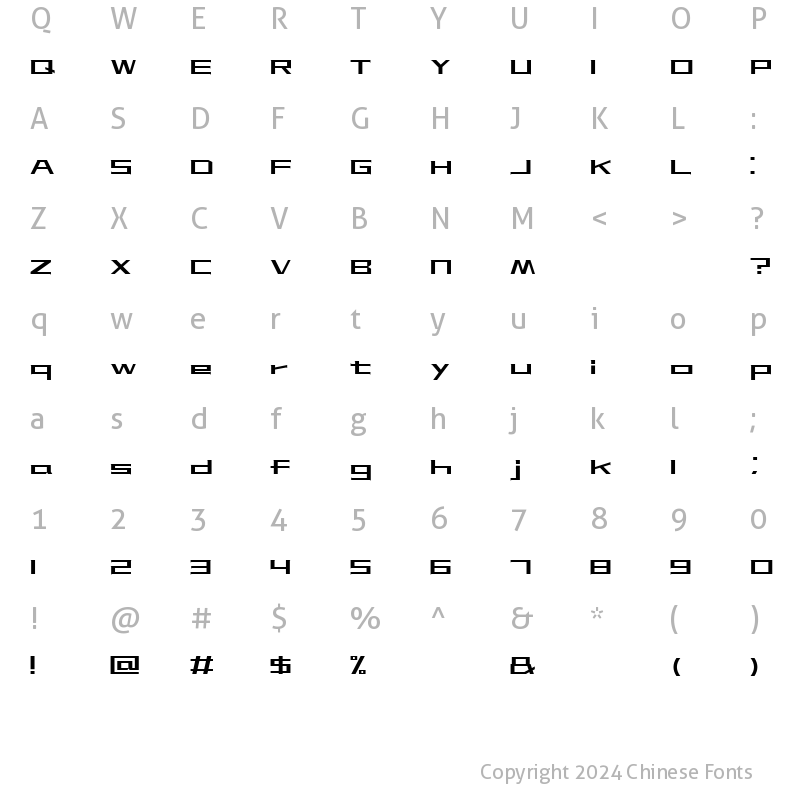 Q W E R T Y U I O P
Q W E R T Y U I O P
A S D F G H J K L :
A S D F G H J K L :
Z X C V B N M < > ?
Z X C V B N M ?
q w e r t y u i o p
q w e r t y u i o p
a s d f g h j k l ;
a s d f g h j k l ;
1 2 3 4 5 6 7 8 9 0
1 2 3 4 5 6 7 8 9 0
! @ # $ % ^ & * ( )
! @ # $ % & ( )
Copyright 2024 Chinese Fonts